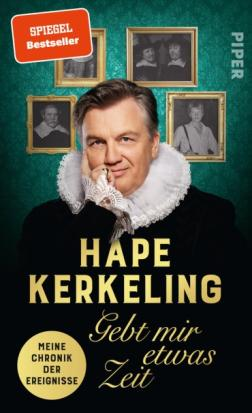 SPIEGEL
Bestseller
PIPER
HAPE
KERKELING
Gebt mir
etwas
Zeit
MEINE
CHRONIK
DER
EREIGNISSE